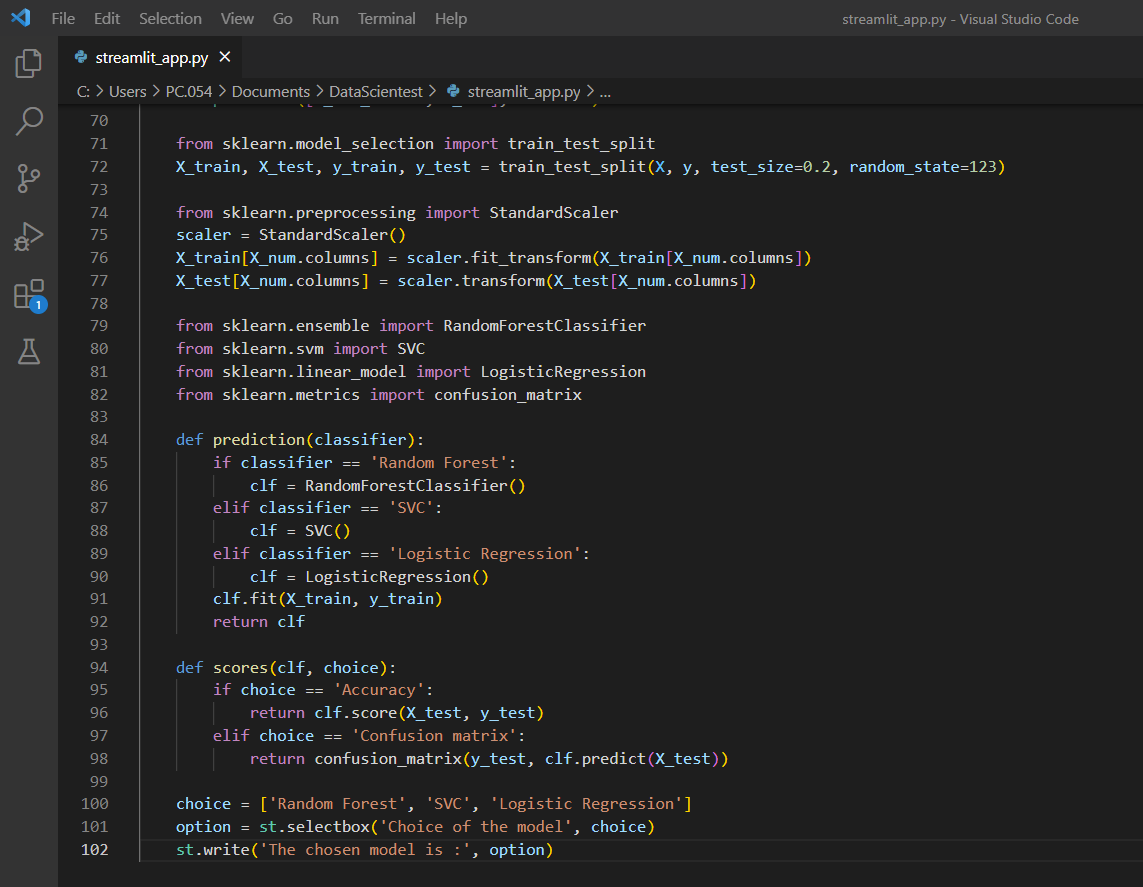 File Edit Selection View Go Run Terminal Help streamlit_app.py - Visual Studio Code
streamlit_app.py ×
C: > Users > PC.054 > Documents > DataScientest > streamlit_app.py > ...
70
71 from sklearn.model_selection import train_test_split
72 X_train, X_test, y_train, y_test = train_test_split(X, y, test_size=0.2, random_state=123)
73
74 from sklearn.preprocessing import StandardScaler
75 scaler = StandardScaler()
76 X_train[X_num.columns] = scaler.fit_transform(X_train[X_num.columns])
77 X_test[X_num.columns] = scaler.transform(X_test[X_num.columns])
78
79 from sklearn.ensemble import RandomForestClassifier
80 from sklearn.svm import SVC
81 from sklearn.linear_model import LogisticRegression
82 from sklearn.metrics import confusion_matrix
83
84 def prediction(classifier):
85 if classifier == 'Random Forest':
86 clf = RandomForestClassifier()
87 elif classifier == 'SVC':
88 clf = SVC()
89 elif classifier == 'Logistic Regression':
90 clf = LogisticRegression()
91 clf.fit(X_train, y_train)
92 return clf
93
94 def scores(clf, choice):
95 if choice == 'Accuracy':
96 return clf.score(X_test, y_test)
97 elif choice == 'Confusion matrix':
98 return confusion_matrix(y_test, clf.predict(X_test))
99
100 choice = ['Random Forest', 'SVC', 'Logistic Regression']
101 option = st.selectbox('Choice of the model', choice)
102 st.write('The chosen model is :', option)
1